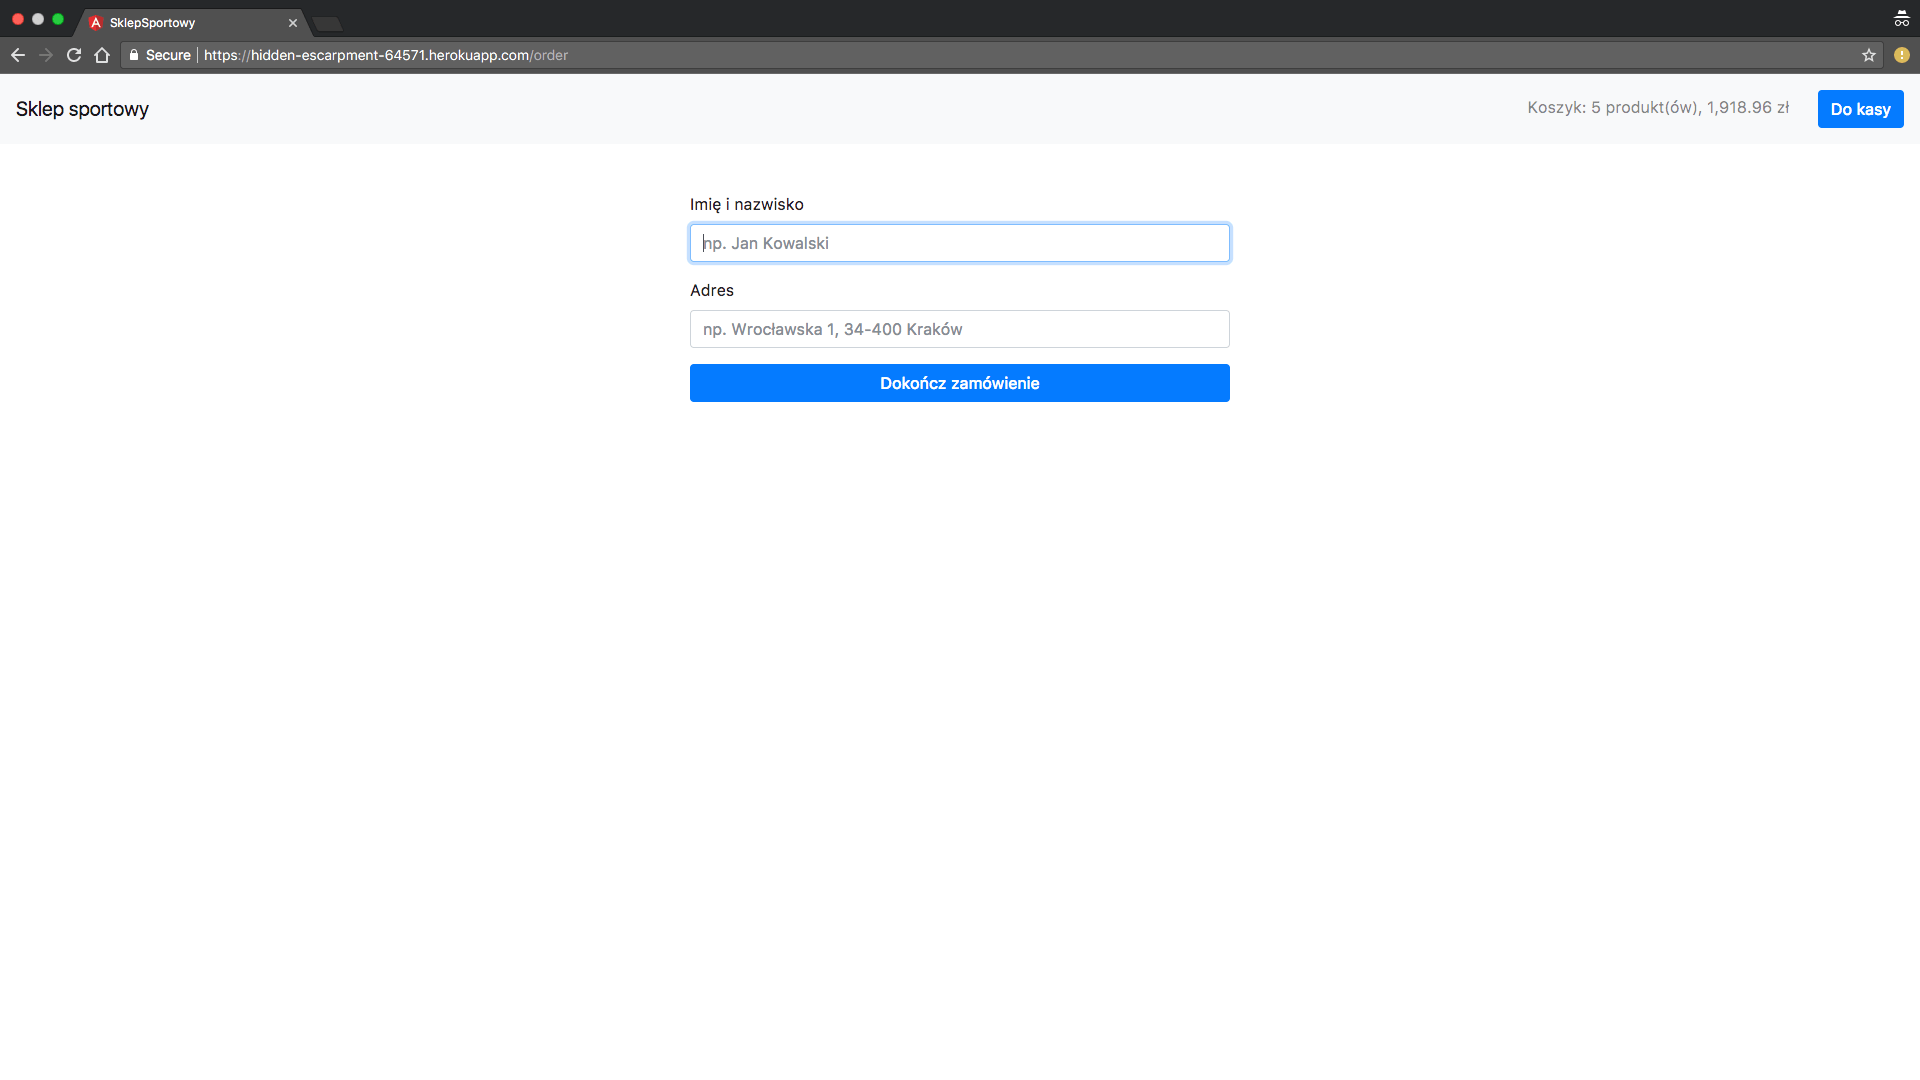 SklepSportowy
Secure https://hidden-escarpment-64571.herokuapp.com/order
Sklep sportowy
Koszyk: 5 produkt(ów), 1,918.96 zł
Do kasy
Imię i nazwisko
np. Jan Kowalski
Adres
np. Wrocławska 1, 34-400 Kraków
Dokończ zamówienie